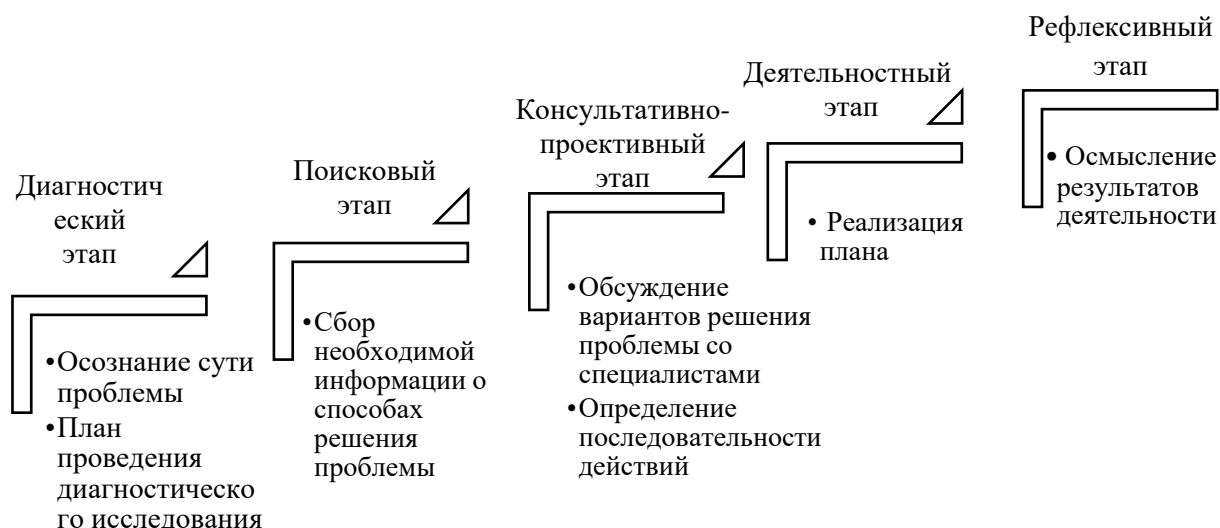 Диагностич
еский
этап
•Осознание сути
проблемы
•План
проведения
диагностическо
го исследования
Поисковый
этап
•Сбор
необходимой
информации о
способах
решения
проблемы
Консультативно-
проективный
этап
•Обсуждение
вариантов решения
проблемы со
специалистами
•Определение
последовательности
действий
Деятельностный
этап
• Реализация
плана
Рефлексивный
этап
• Осмысление
результатов
деятельности